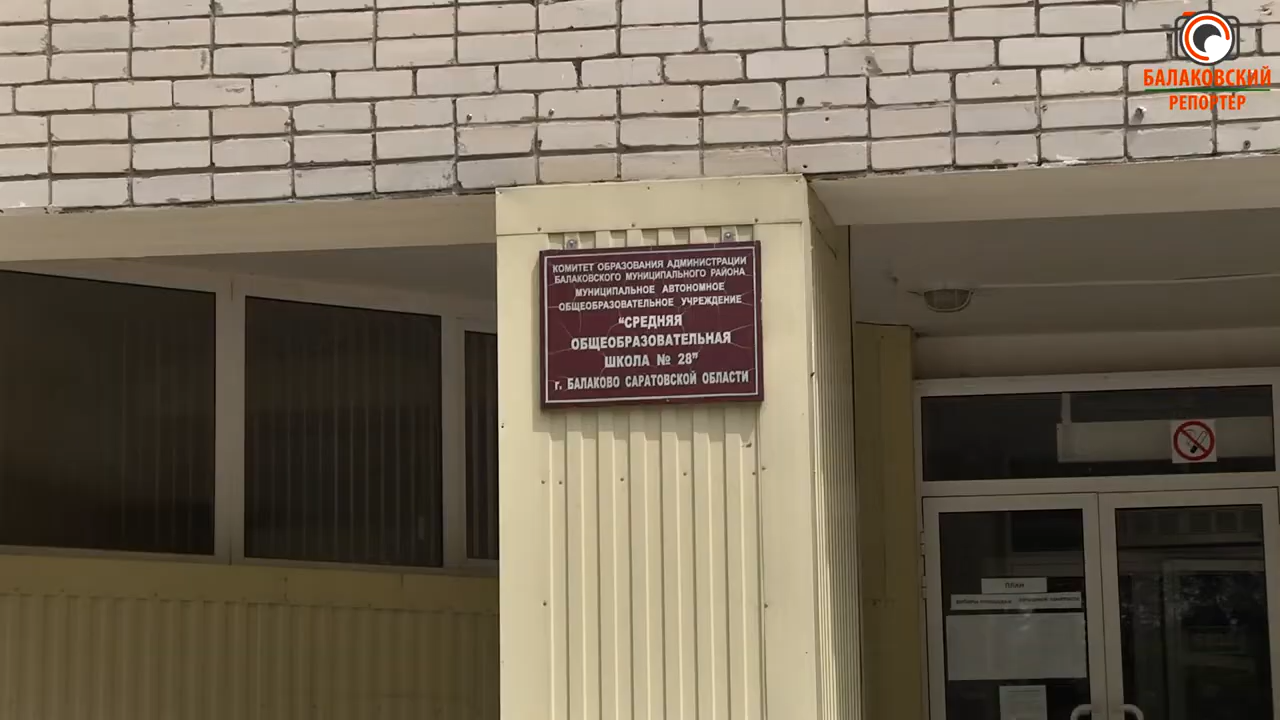 БАЛАКОВСКИЙ
РЕПОРТЁР
КОМИТЕТ ОБРАЗОВАНИЯ АДМИНИСТРАЦИИ
БАЛАКОВСКОГО МУНИЦИПАЛЬНОГО РАЙОНА
МУНИЦИПАЛЬНОЕ АВТОНОМНОЕ
ОБЩЕОБРАЗОВАТЕЛЬНОЕ УЧРЕЖДЕНИЕ
"СРЕДНЯЯ
ОБЩЕОБРАЗОВАТЕЛЬНАЯ
ШКОЛА № 28"
г. БАЛАКОВО САРАТОВСКОЙ ОБЛАСТИ
ПЛАН